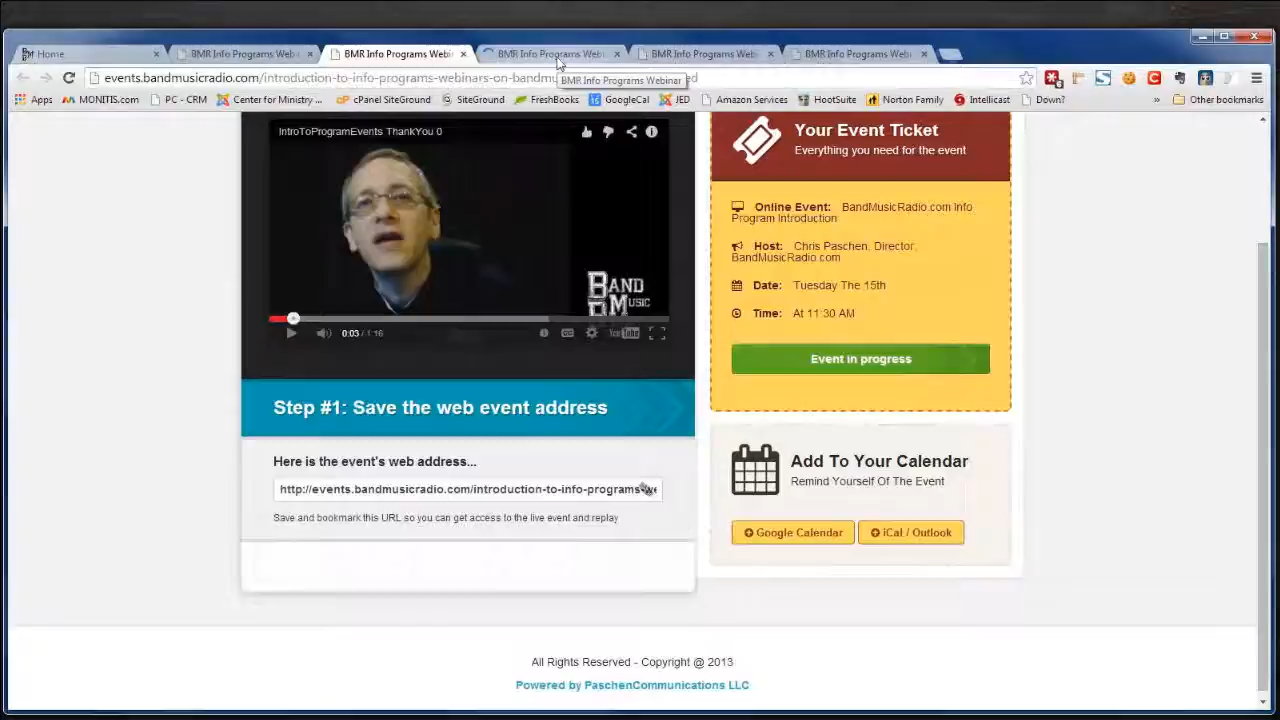 Home
BMR Info Programs Webi
BMR Info Programs Webi
BMR Info Programs Webi
BMR Info Programs Webi
BMR Info Programs Webi
events.bandmusicradio.com/introduction-to-info-programs-webinars-on-bandmu
ed
BMR Info Programs Webinar
Apps
MONITIS.com
PC - CRM
Center for Ministry ...
cPanel SiteGround
SiteGround
FreshBooks
GoogleCal
JED
Amazon Services
HootSuite
Norton Family
Intellicast
Down?
»
Other bookmarks
IntroToProgramEvents ThankYou 0
BAND
MUSIC
0:03 / 1:16
YouTube
Step #1: Save the web event address
Here is the event's web address...
http://events.bandmusicradio.com/introduction-to-info-programs-we
Save and bookmark this URL so you can get access to the live event and replay
Your Event Ticket
Everything you need for the event
Online Event: BandMusicRadio.com Info
Program Introduction
Host: Chris Paschen, Director,
BandMusicRadio.com
Date: Tuesday The 15th
Time: At 11:30 AM
Event in progress
Add To Your Calendar
Remind Yourself Of The Event
Google Calendar
iCal / Outlook
All Rights Reserved - Copyright @ 2013
Powered by PaschenCommunications LLC